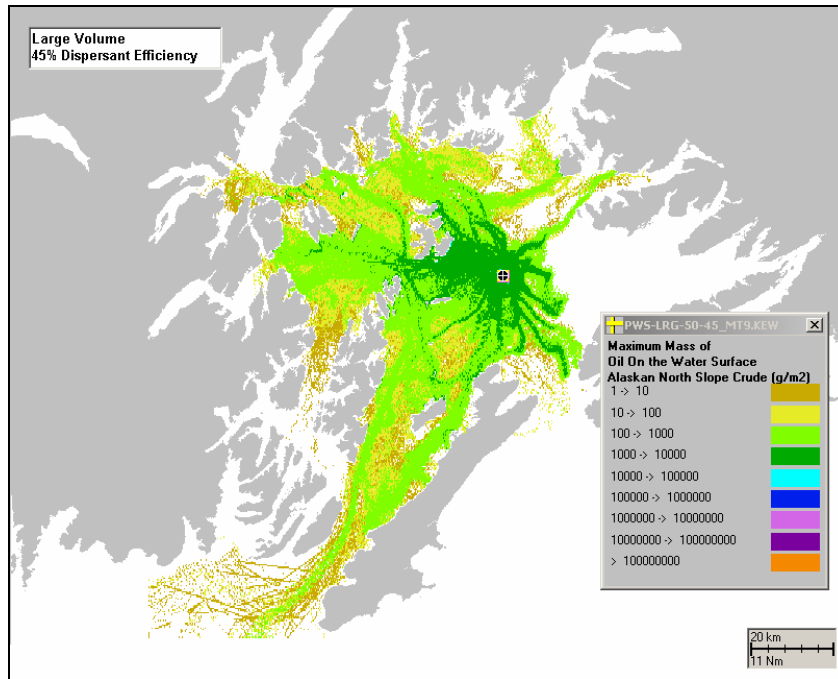 Large Volume
45% Dispersant Efficiency
PWS-LRG-50-45_MT9.KEW
Maximum Mass of
Oil On the Water Surface
Alaskan North Slope Crude (g/m2)
1 -> 10
10 -> 100
100 -> 1000
1000 -> 10000
10000 -> 100000
100000 -> 1000000
1000000 -> 10000000
10000000 -> 100000000
> 100000000
20 km
11 Nm